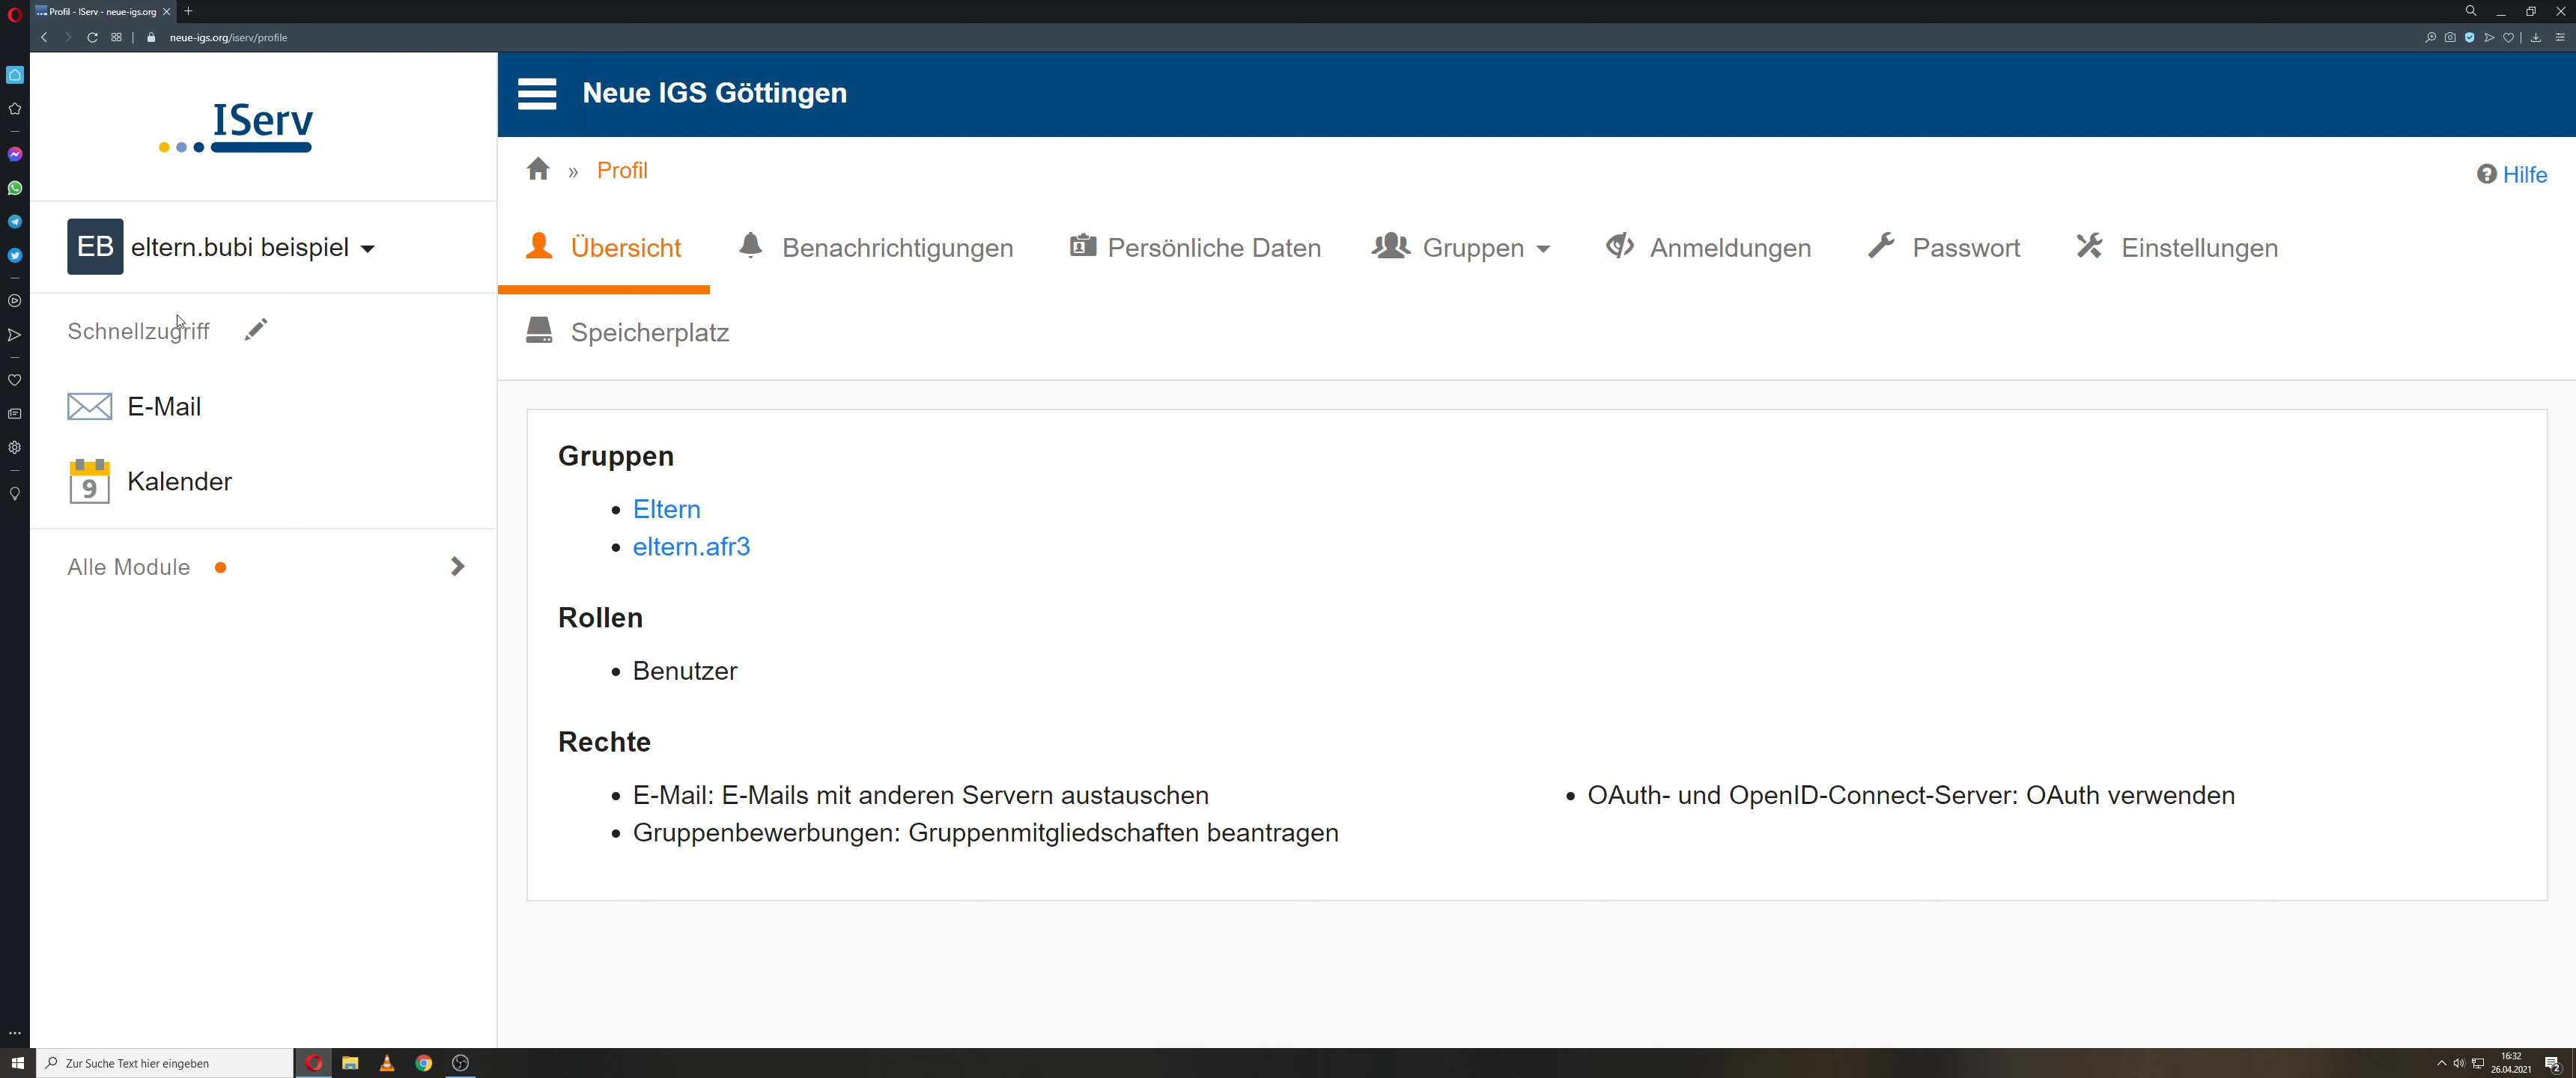 Profil - IServ - neue-igs.org
neue-igs.org/iserv/profile
IServ
Neue IGS Göttingen
» Profil
Hilfe
EB eltern.bubi beispiel
Übersicht Benachrichtigungen Persönliche Daten Gruppen Anmeldungen Passwort Einstellungen
Speicherplatz
Schnellzugriff
E-Mail
9 Kalender
Alle Module
Gruppen
• Eltern
• eltern.afr3
Rollen
• Benutzer
Rechte
• E-Mail: E-Mails mit anderen Servern austauschen
• Gruppenbewerbungen: Gruppenmitgliedschaften beantragen
• OAuth- und OpenID-Connect-Server: OAuth verwenden
Zur Suche Text hier eingeben
16:32
26.04.2021
2